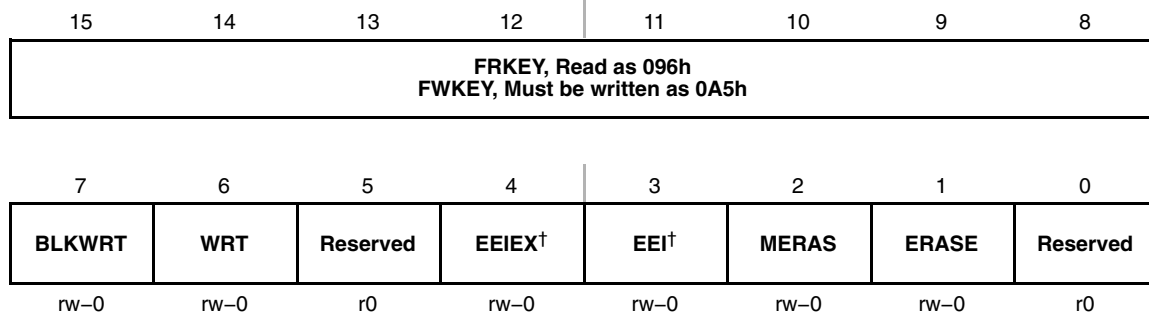 15 14 13 12 11 10 9 8
FRKEY, Read as 096h
FWKEY, Must be written as 0A5h
7 6 5 4 3 2 1 0
BLKWRT WRT Reserved EEIEX† EEI† MERAS ERASE Reserved
rw−0 rw−0 r0 rw−0 rw−0 rw−0 rw−0 r0